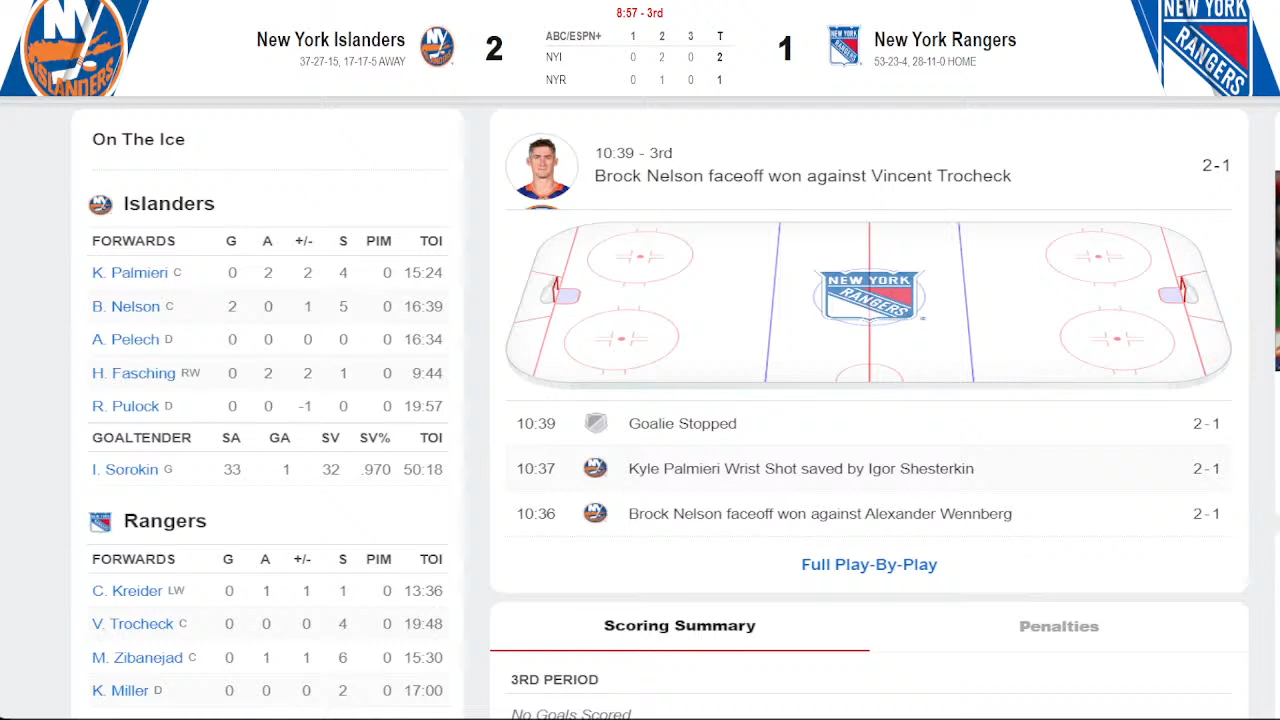 8:57 - 3rd
New York Islanders
37-27-15, 17-17-5 AWAY
2
ABC/ESPN+ 1 2 3 T
NYI 0 2 0 2
NYR 0 1 0 1
1
New York Rangers
53-23-4, 28-11-0 HOME
NY
ISLANDERS
NEW YORK
RANGERS
On The Ice
Islanders
FORWARDS G A +/- S PIM TOI
K. Palmieri C 0 2 2 4 0 15:24
B. Nelson C 2 0 1 5 0 16:39
A. Pelech D 0 0 0 0 0 16:34
H. Fasching RW 0 2 2 1 0 9:44
R. Pulock D 0 0 -1 0 0 19:57
GOALTENDER SA GA SV SV% TOI
I. Sorokin G 33 1 32 .970 50:18
Rangers
FORWARDS G A +/- S PIM TOI
C. Kreider LW 0 1 1 1 0 13:36
V. Trocheck C 0 0 0 4 0 19:48
M. Zibanejad C 0 1 1 6 0 15:30
K. Miller D 0 0 0 2 0 17:00
10:39 - 3rd
Brock Nelson faceoff won against Vincent Trocheck
2-1
NEW YORK
RANGERS
10:39 Goalie Stopped 2-1
10:37 Kyle Palmieri Wrist Shot saved by Igor Shesterkin 2-1
10:36 Brock Nelson faceoff won against Alexander Wennberg 2-1
Full Play-By-Play
Scoring Summary Penalties
3RD PERIOD
No Goals Scored